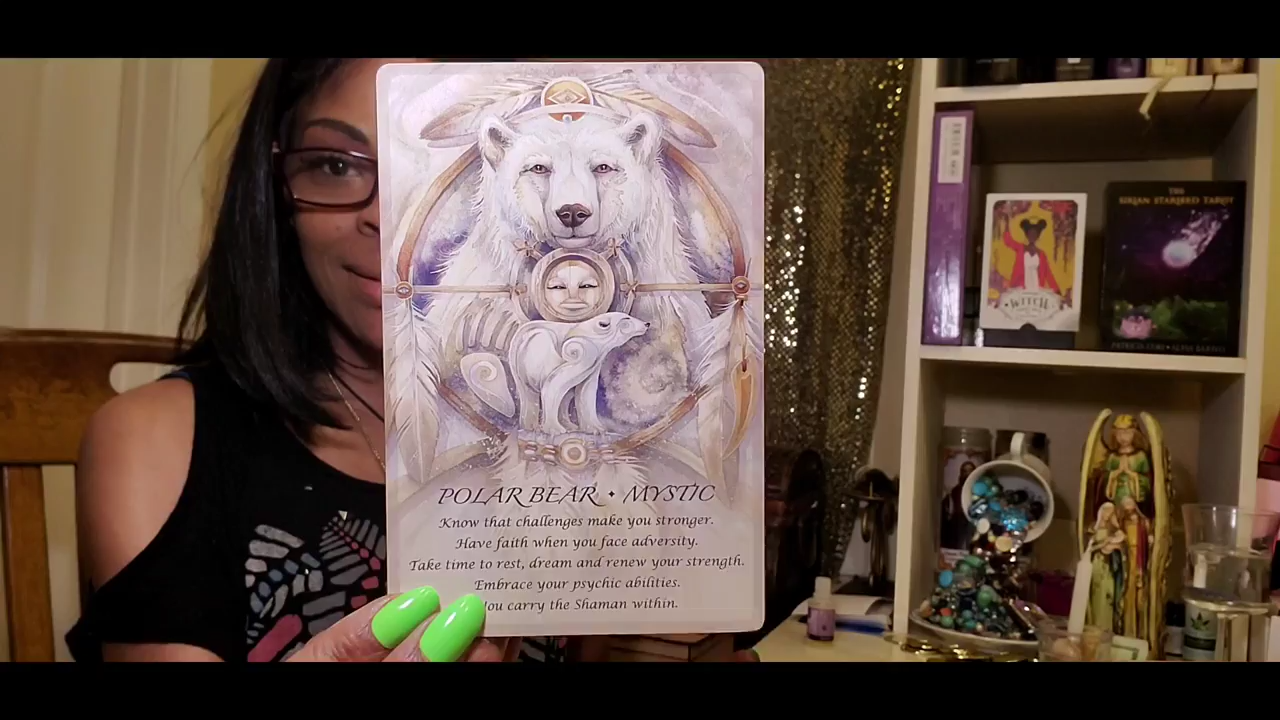 POLAR BEAR • MYSTIC
Know that challenges make you stronger.
Have faith when you face adversity.
Take time to rest, dream and renew your strength.
Embrace your psychic abilities.
You carry the Shaman within.
THE
SIRIAN STARSEED TAROT
WITCH